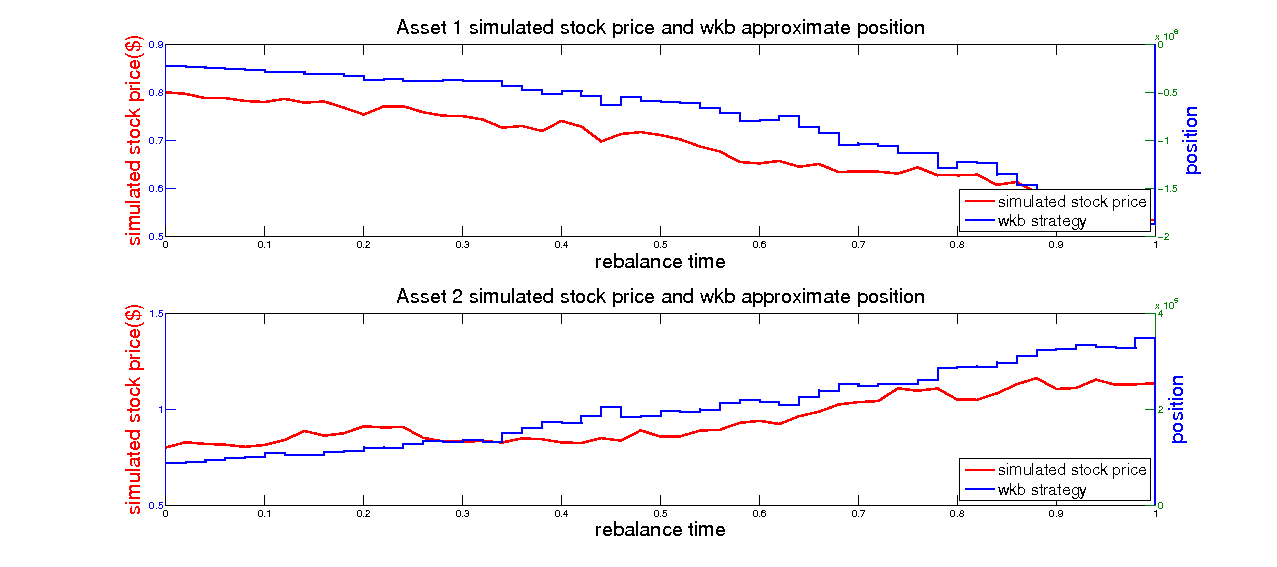 Asset 1 simulated stock price and wkb approximate position
x 10
0.9
0.8
0.7
0.6
0.5
simulated stock price($)
0
-0.5
-1
-1.5
-2
position
simulated stock price
wkb strategy
0 0.1 0.2 0.3 0.4 0.5 0.6 0.7 0.8 0.9 1
rebalance time
Asset 2 simulated stock price and wkb approximate position
x 10
1.5
1
0.5
simulated stock price($)
4
2
0
position
simulated stock price
wkb strategy
0 0.1 0.2 0.3 0.4 0.5 0.6 0.7 0.8 0.9 1
rebalance time